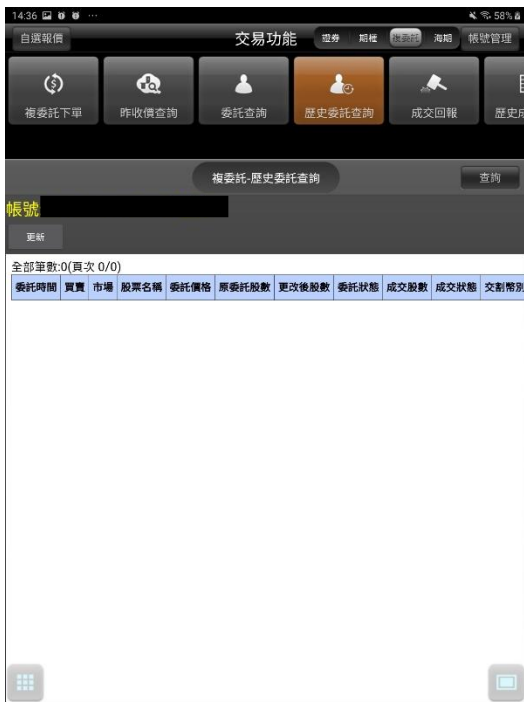 14:36 ... 58%
自選報價 交易功能 證券 期權 複委託 海期 帳號管理
複委託下單 昨收價查詢 委託查詢 歷史委託查詢 成交回報 歷史成
複委託-歷史委託查詢 查詢
帳號
更新
全部筆數:0(頁次 0/0)
委託時間 買賣 市場 股票名稱 委託價格 原委託股數 更改後股數 委託狀態 成交股數 成交狀態 交割幣別